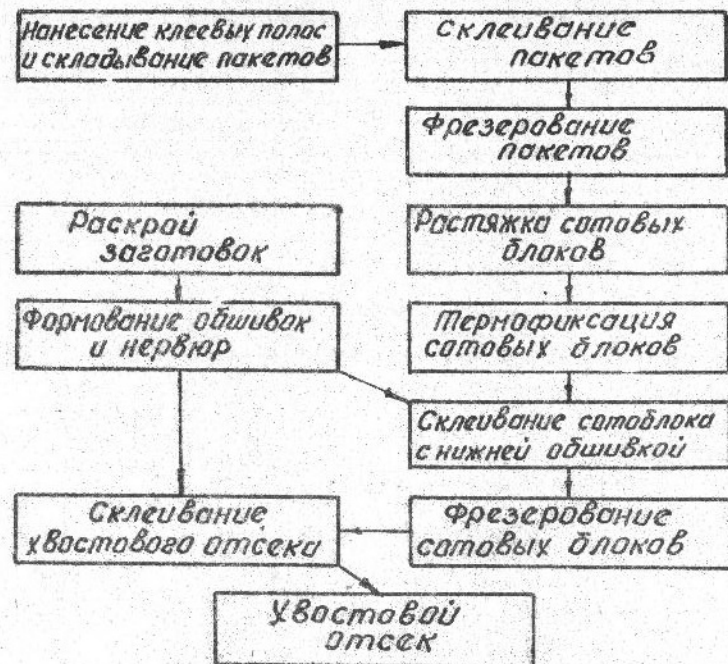 Нанесение клеевых полос
и складывание пакетов
Склеивание
пакетов
Фрезерование
пакетов
Раскрой
заготовок
Растяжка сотовых
блоков
Формование обшивок
и нервюр
Термофиксация
сотовых блоков
Склеивание сотоблока
с нижней обшивкой
Склеивание
хвостового отсека
Фрезерование
сотовых блоков
Хвостовой
отсек